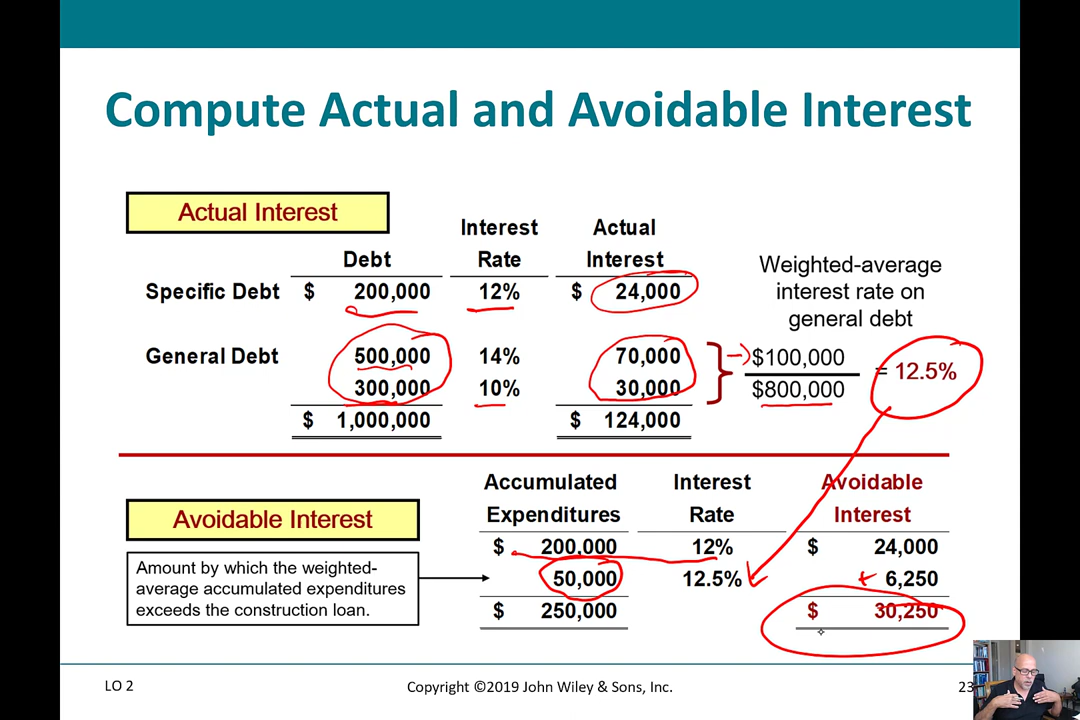 Compute Actual and Avoidable Interest
Actual Interest
Interest Actual
Debt Rate Interest
Specific Debt $ 200,000 12% $ 24,000
General Debt 500,000 14% 70,000
300,000 10% 30,000
$ 1,000,000 $ 124,000
Weighted-average
interest rate on
general debt
$100,000
$800,000
= 12.5%
Accumulated Interest Avoidable
Expenditures Rate Interest
Avoidable Interest
$ 200,000 12% $ 24,000
50,000 12.5% + 6,250
$ 250,000 $ 30,250
Amount by which the weighted-
average accumulated expenditures
exceeds the construction loan.
LO 2 Copyright ©2019 John Wiley & Sons, Inc. 23